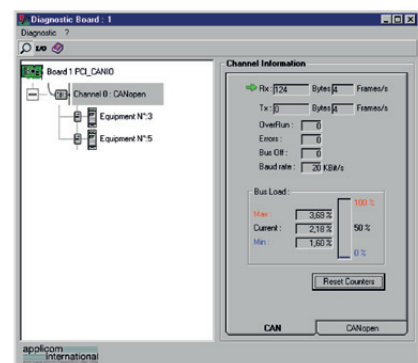 Diagnostic Board : 1
Diagnostic ?
I/O
Board 1 PCI_CANIO
Channel 0 : CANopen
Equipment N°:3
Equipment N°:5
Channel Information
Rx : 124 Bytes 4 Frames/s
Tx : 0 Bytes 4 Frames/s
OverRun : 0
Errors : 0
Bus Off : 0
Baud rate : 20 KBit/s
Bus Load :
100 %
Max : 3,69 %
Current : 2,18 % 50 %
Min : 1,60 %
0 %
Reset Counters
CAN CANopen
applicom
international